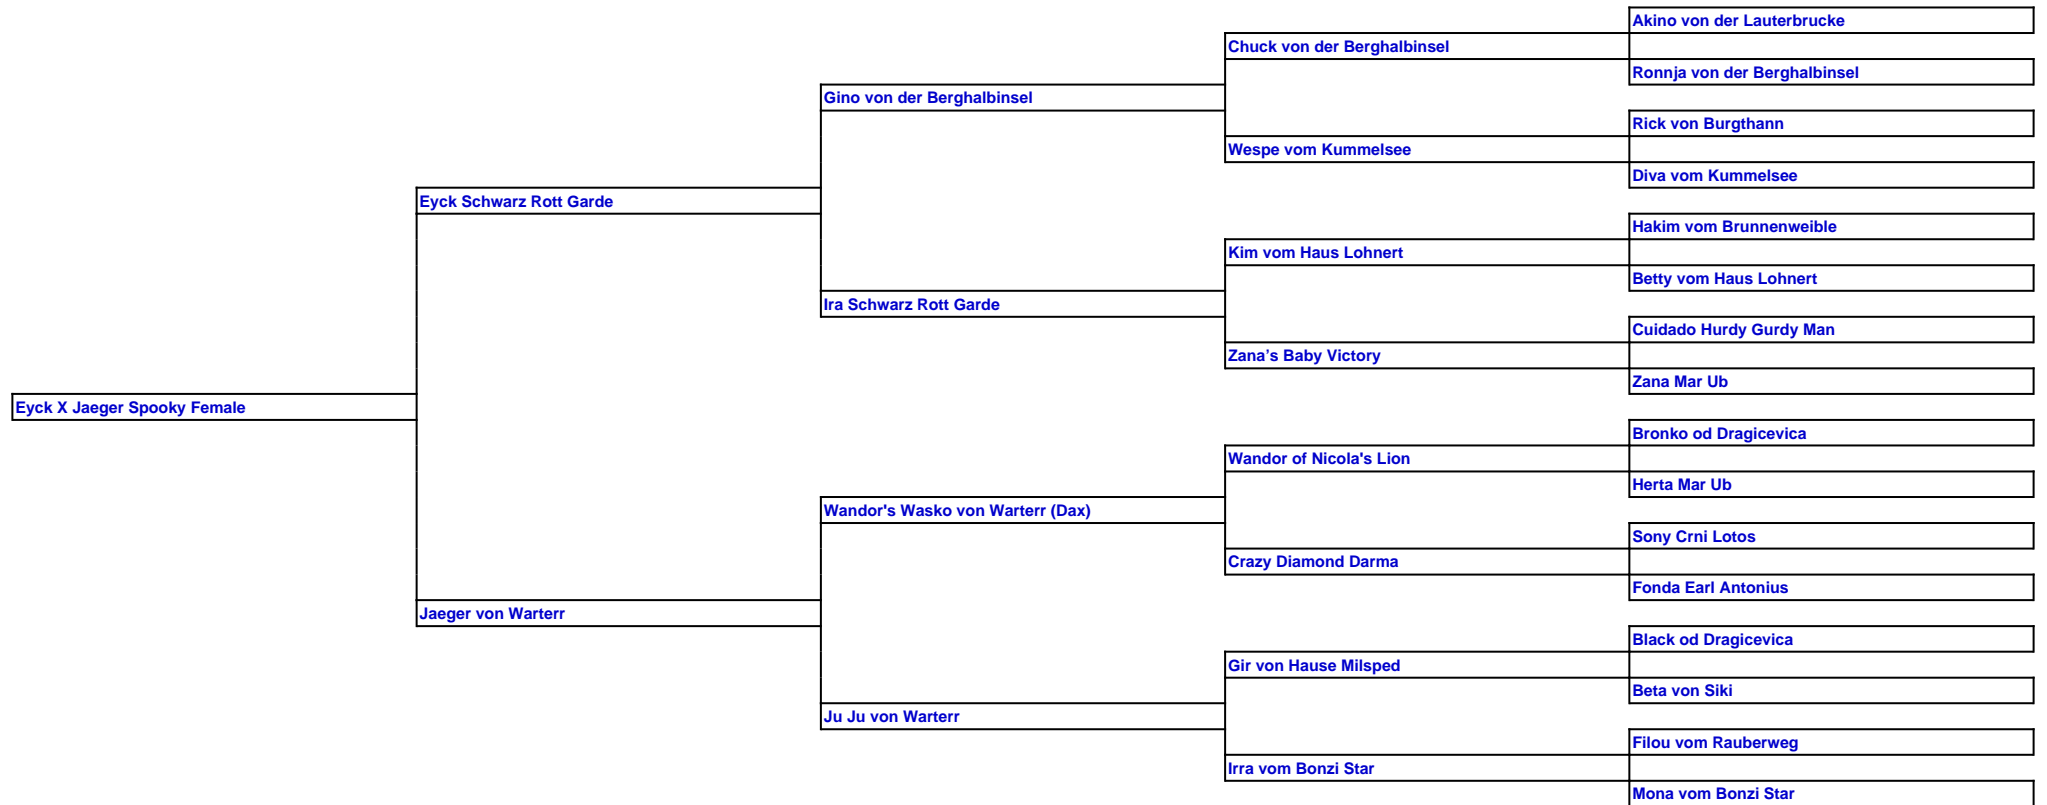 Akino von der Lauterbrucke
Chuck von der Berghalbinsel
Ronnja von der Berghalbinsel
Gino von der Berghalbinsel
Rick von Burgthann
Wespe vom Kummelsee
Diva vom Kummelsee
Eyck Schwarz Rott Garde
Hakim vom Brunnenweible
Kim vom Haus Lohnert
Betty vom Haus Lohnert
Ira Schwarz Rott Garde
Cuidado Hurdy Gurdy Man
Zana’s Baby Victory
Zana Mar Ub
Eyck X Jaeger Spooky Female
Bronko od Dragicevica
Wandor of Nicola's Lion
Herta Mar Ub
Wandor's Wasko von Warterr (Dax)
Sony Crni Lotos
Crazy Diamond Darma
Fonda Earl Antonius
Jaeger von Warterr
Black od Dragicevica
Gir von Hause Milsped
Beta von Siki
Ju Ju von Warterr
Filou vom Rauberweg
Irra vom Bonzi Star
Mona vom Bonzi Star